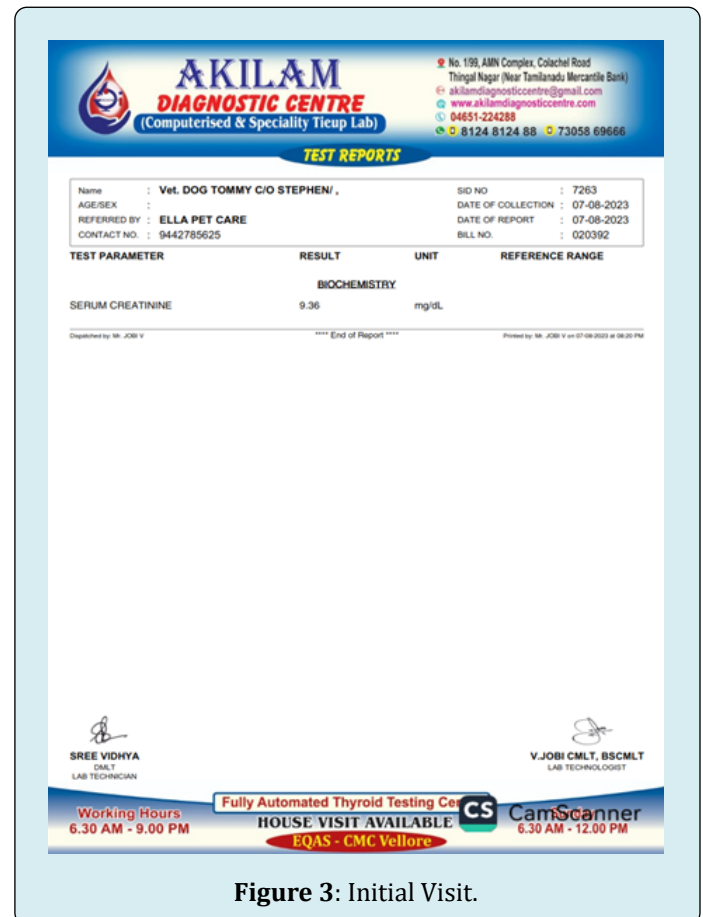 AKILAM
DIAGNOSTIC CENTRE
(Computerised & Speciality Tieup Lab)
No. 1/99, AMN Complex, Colachel Road
Thingal Nagar (Near Tamilanadu Mercantile Bank)
akilamdiagnosticcentre@gmail.com
www.akilamdiagnosticcentre.com
04651-224288
8124 8124 88 73058 69666
TEST REPORTS
Name : Vet. DOG TOMMY C/O STEPHEN/ , SID NO : 7263
AGE/SEX : DATE OF COLLECTION : 07-08-2023
REFERRED BY : ELLA PET CARE DATE OF REPORT : 07-08-2023
CONTACT NO. : 9442785625 BILL NO. : 020392
TEST PARAMETER RESULT UNIT REFERENCE RANGE
BIOCHEMISTRY
SERUM CREATININE 9.36 mg/dL
Dispatched by: Mr. JOBI V **** End of Report **** Printed by: Mr. JOBI V on 07-08-2023 at 08:20 PM
SREE VIDHYA
DMLT
LAB TECHNICIAN
V.JOBI CMLT, BSCMLT
LAB TECHNOLOGIST
Fully Automated Thyroid Testing Ce
Working Hours
6.30 AM - 9.00 PM
HOUSE VISIT AVAILABLE
EQAS - CMC Vellore
CS CamScanner
6.30 AM - 12.00 PM
Figure 3: Initial Visit.